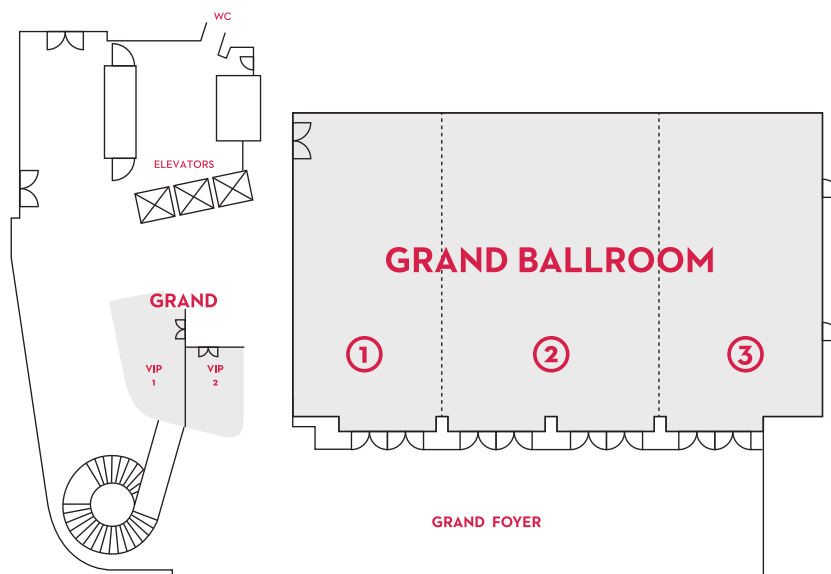 WC
ELEVATORS
GRAND BALLROOM
GRAND
1
2
3
VIP
1
VIP
2
GRAND FOYER